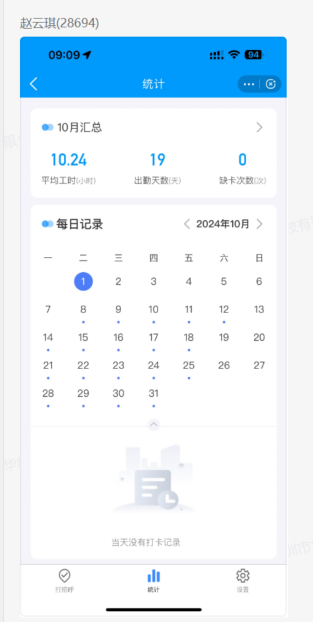 赵云琪(28694)
09:09
94
统计
10月汇总
10.24 19 0
平均工时(小时) 出勤天数(天) 缺卡次数(次)
每日记录 2024年10月
一 二 三 四 五 六 日
1 2 3 4 5 6
7 8 9 10 11 12 13
14 15 16 17 18 19 20
21 22 23 24 25 26 27
28 29 30 31
当天没有打卡记录
统计 设置